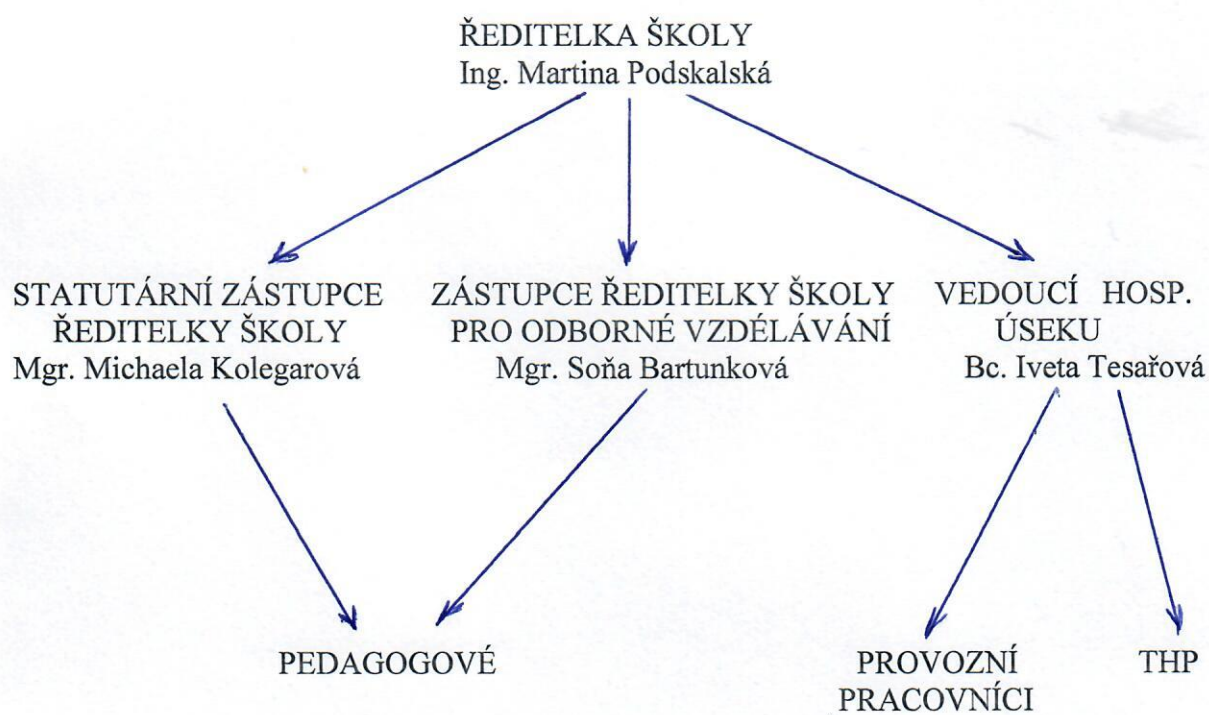 ŘEDITELKA ŠKOLY
Ing. Martina Podskalská
STATUTÁRNÍ ZÁSTUPCE
ŘEDITELKY ŠKOLY
Mgr. Michaela Kolegarová
ZÁSTUPCE ŘEDITELKY ŠKOLY
PRO ODBORNÉ VZDĚLÁVÁNÍ
Mgr. Soňa Bartunková
VEDOUCÍ HOSP.
ÚSEKU
Bc. Iveta Tesařová
PEDAGOGOVÉ
PROVOZNÍ
PRACOVNÍCI
THP